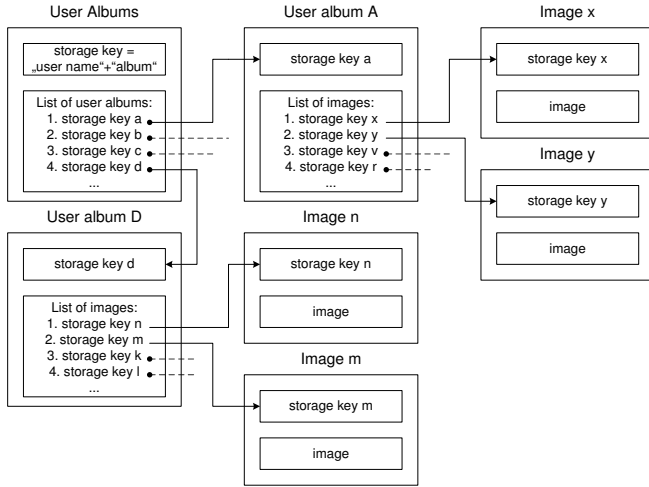 User Albums
storage key =
„user name“+“album“
List of user albums:
1. storage key a
2. storage key b
3. storage key c
4. storage key d
...
User album A
storage key a
List of images:
1. storage key x
2. storage key y
3. storage key v
4. storage key r
...
Image x
storage key x
image
Image y
storage key y
image
User album D
storage key d
List of images:
1. storage key n
2. storage key m
3. storage key k
4. storage key l
...
Image n
storage key n
image
Image m
storage key m
image